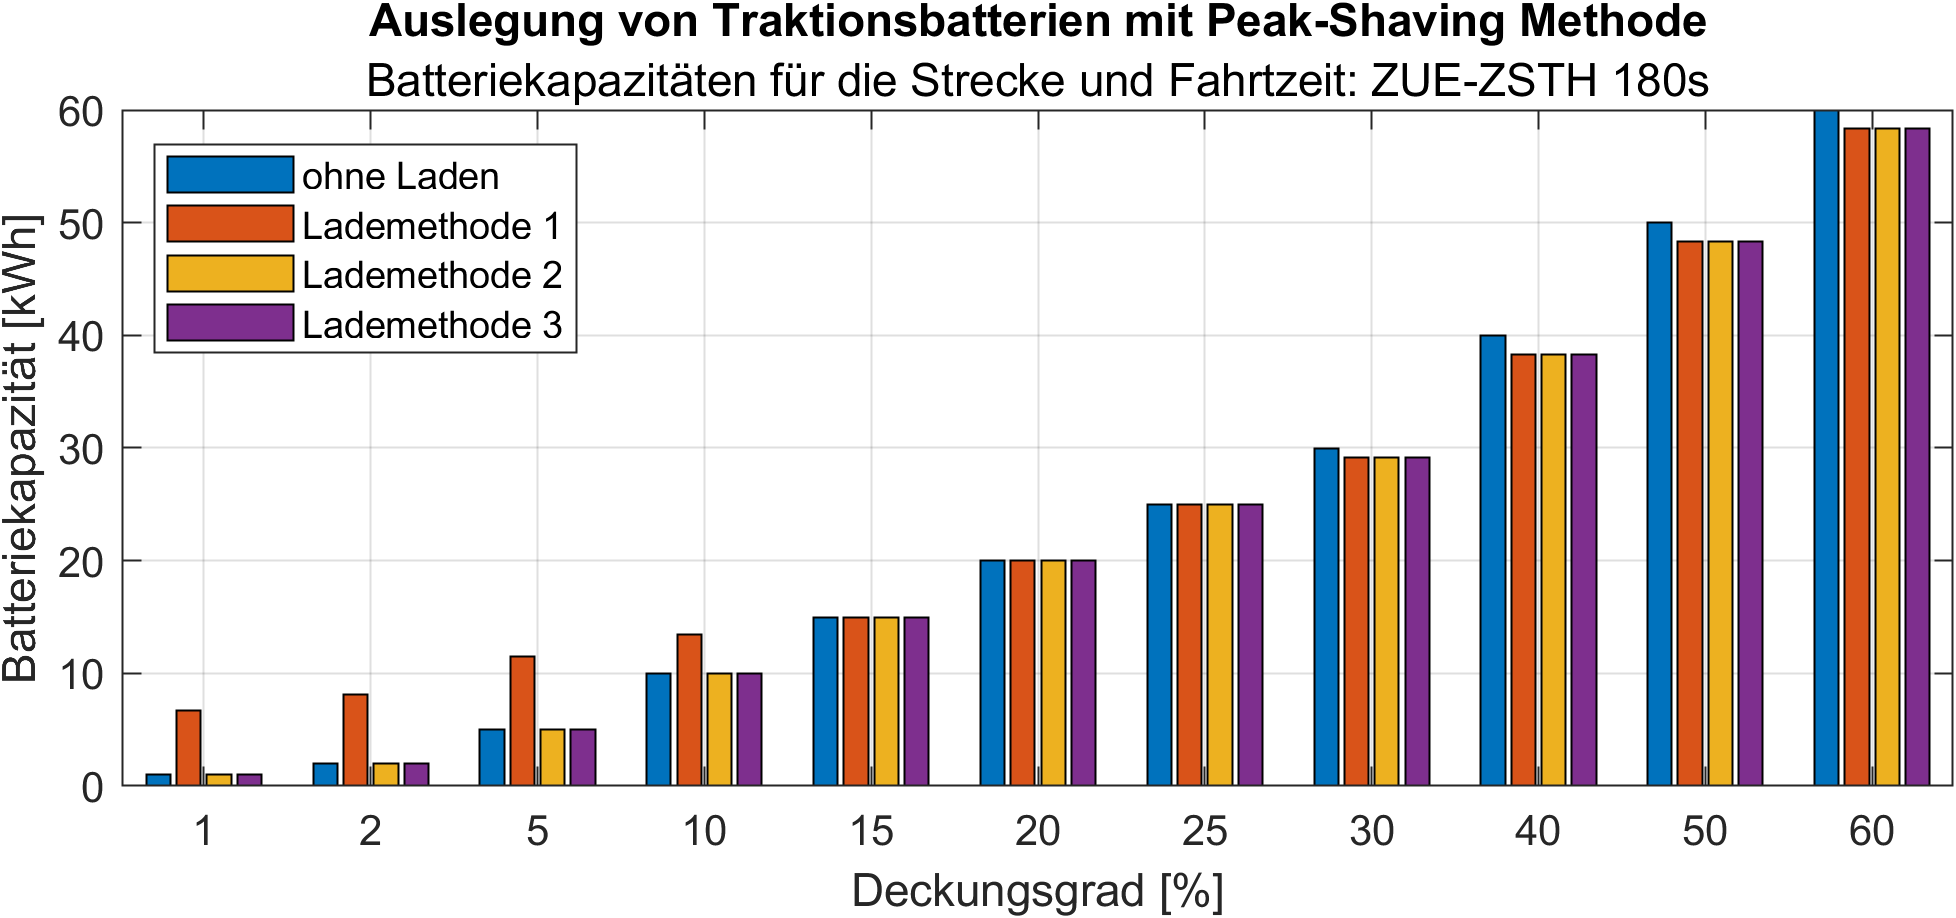 Auslegung von Traktionsbatterien mit Peak-Shaving Methode
Batteriekapazitäten für die Strecke und Fahrtzeit: ZUE-ZSTH 180s
60
50
40
30
20
10
0
Batteriekapazität [kWh]
ohne Laden
Lademethode 1
Lademethode 2
Lademethode 3
1 2 5 10 15 20 25 30 40 50 60
Deckungsgrad [%]